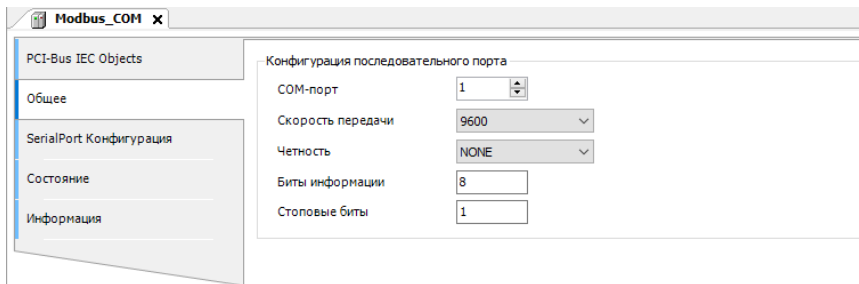 Modbus_COM x
PCI-Bus IEC Objects
Общее
SerialPort Конфигурация
Состояние
Информация
Конфигурация последовательного порта
COM-порт 1
Скорость передачи 9600
Четность NONE
Биты информации 8
Стоповые биты 1